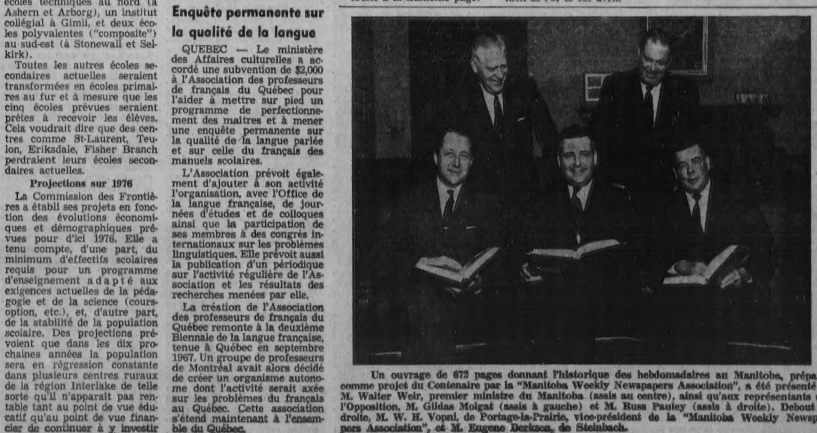 écoles techniques au nord (à
Ashern et Arborg), un institut
collégial à Gimli, et deux éco-
les polyvalentes ("composite")
au sud-est (à Stonewall et Sel-
kirk).
Toutes les autres écoles se-
condaires actuelles seraient
transformées en écoles primai-
res au fur et à mesure que les
cinq écoles prévues seraient
prêtes à recevoir les élèves.
Cela voudrait dire que des cen-
tres comme St-Laurent, Teu-
lon, Eriksdale, Fisher Branch
perdraient leurs écoles secon-
daires actuelles.
Projections sur 1976
La Commission des Frontiè-
res a établi ses projets en fonc-
tion des évolutions économi-
ques et démographiques pré-
vues pour d'ici 1976. Elle a
tenu compte, d'une part, du
minimum d'effectifs scolaires
requis pour un programme
d'enseignement adapté aux
exigences actuelles de la péda-
gogie et de la science (cours-
option, etc.), et, d'autre part,
de la stabilité de la population
scolaire. Des projections pré-
voient que dans les dix pro-
chaines années la population
sera en régression constante
dans plusieurs centres ruraux
de la région Interlake de telle
sorte qu'il n'apparaît pas ren-
table tant au point de vue édu-
catif qu'au point de vue finan-
cier de continuer à y investir
Enquête permanente sur
la qualité de la langue
QUEBEC — Le ministère
des Affaires culturelles a ac-
cordé une subvention de $2,000
à l'Association des professeurs
de français du Québec pour
l'aider à mettre sur pied un
programme de perfectionne-
ment des maîtres et à mener
une enquête permanente sur
la qualité de la langue parlée
et sur celle du français des
manuels scolaires.
L'Association prévoit égale-
ment d'ajouter à son activité
l'organisation, avec l'Office de
la langue française, de jour-
nées d'études et de colloques
ainsi que la participation de
ses membres à des congrès in-
ternationaux sur les problèmes
linguistiques. Elle prévoit aussi
la publication d'un périodique
sur l'activité régulière de l'As-
sociation et les résultats des
recherches menées par elle.
La création de l'Association
des professeurs de français du
Québec remonte à la deuxième
Biennale de la langue française,
tenue à Québec en septembre
1967. Un groupe de professeurs
de Montréal avait alors décidé
de créer un organisme autono-
me dont l'activité serait axée
sur les problèmes du français
au Québec. Cette association
s'étend maintenant à l'ensem-
ble du Québec.
Un ouvrage de 672 pages donnant l'historique des hebdomadaires au Manitoba, prépa
comme projet du Centenaire par la "Manitoba Weekly Newspapers Association", a été présenté
M. Walter Weir, premier ministre du Manitoba (assis au centre), ainsi qu'aux représentants
l'Opposition, M. Gildas Molgat (assis à gauche) et M. Russ Pauley (assis à droite). Debout
droite, M. W. H. Vopni, de Portage-la-Prairie, vice-président de la "Manitoba Weekly Newsp
pers Association", et M. Eugene Derksen, de Steinbach.